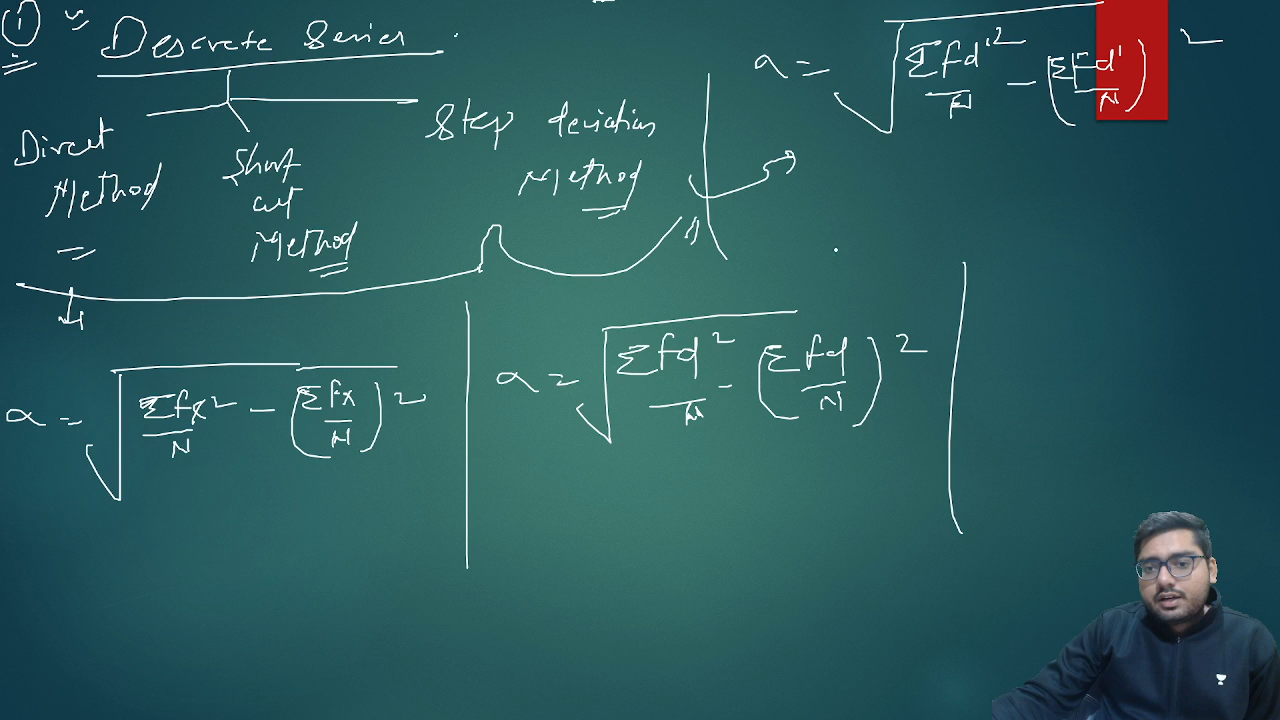 ① Descrete Series
Direct Method
Short cut Method
Step deviation Method
a = √(Σfd'²/N - (Σfd'/N)²)
a = √(Σfx²/N - (Σfx/N)²)
a = √(Σfd²/N - (Σfd/N)²)